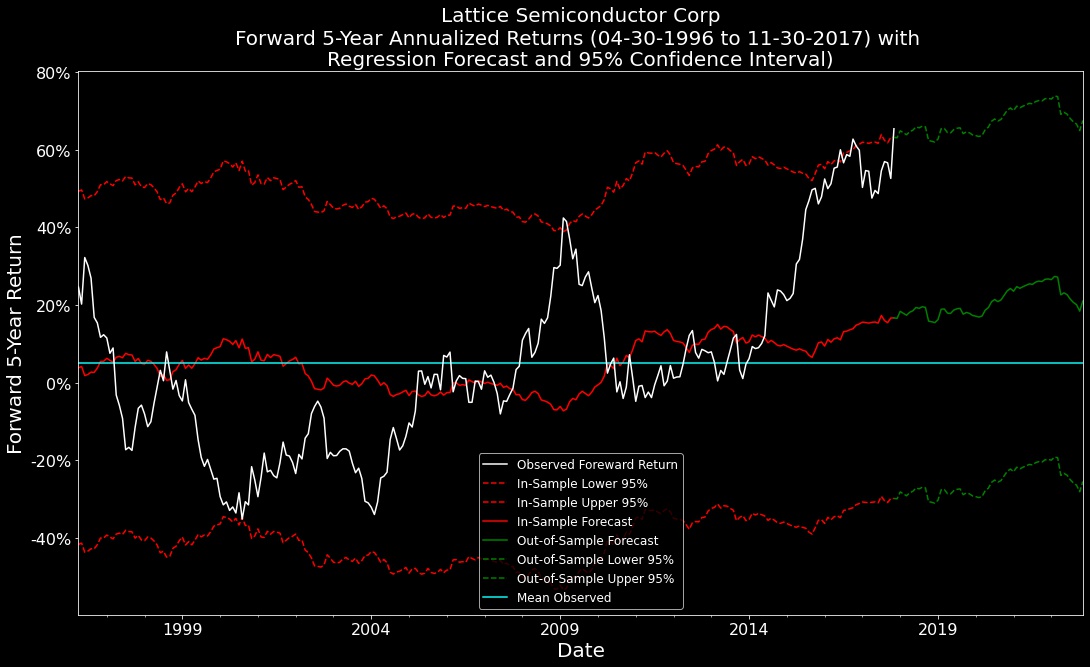 Lattice Semiconductor Corp
Forward 5-Year Annualized Returns (04-30-1996 to 11-30-2017) with
Regression Forecast and 95% Confidence Interval)
80%
60%
40%
20%
0%
-20%
-40%
Forward 5-Year Return
Observed Foreward Return
In-Sample Lower 95%
In-Sample Upper 95%
In-Sample Forecast
Out-of-Sample Forecast
Out-of-Sample Lower 95%
Out-of-Sample Upper 95%
Mean Observed
1999 2004 2009 2014 2019
Date